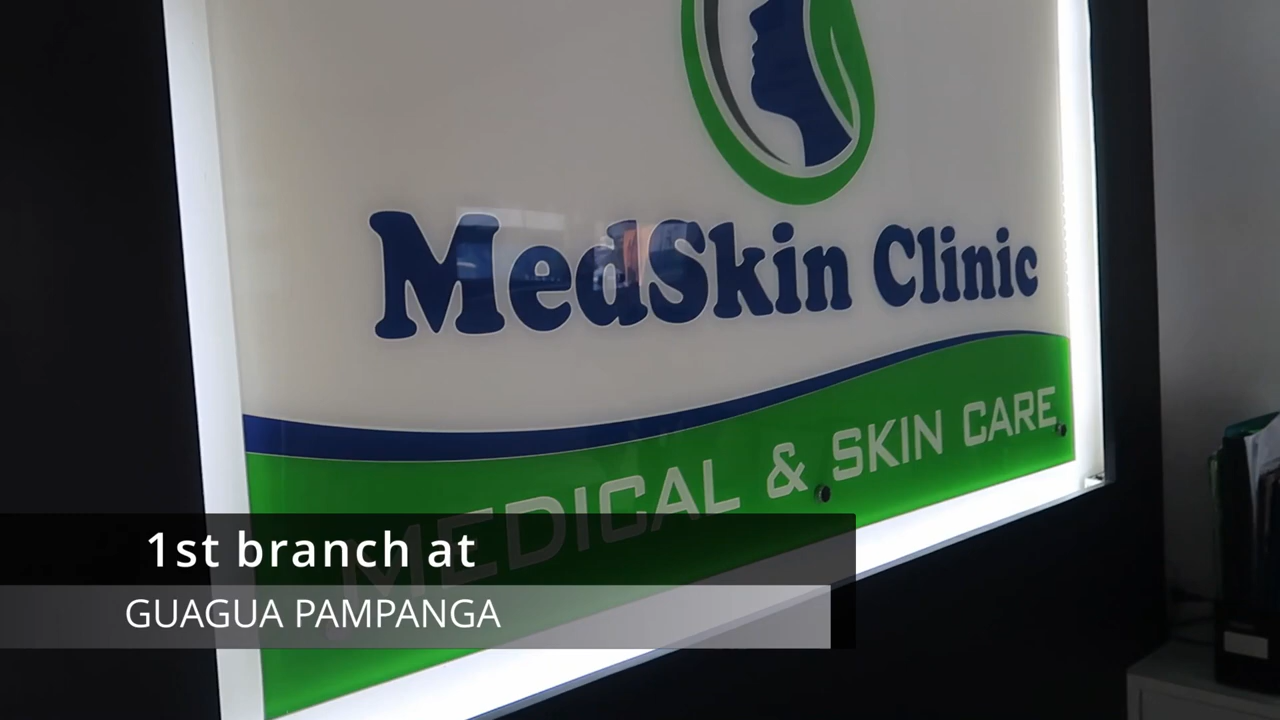 MedSkin Clinic
MEDICAL & SKIN CARE
1st branch at
GUAGUA PAMPANGA